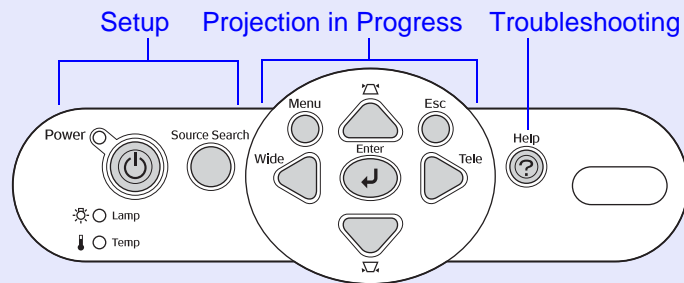 Setup Projection in Progress Troubleshooting
Menu Esc
Power Source Search Help
Wide Enter Tele
?
Lamp
Temp